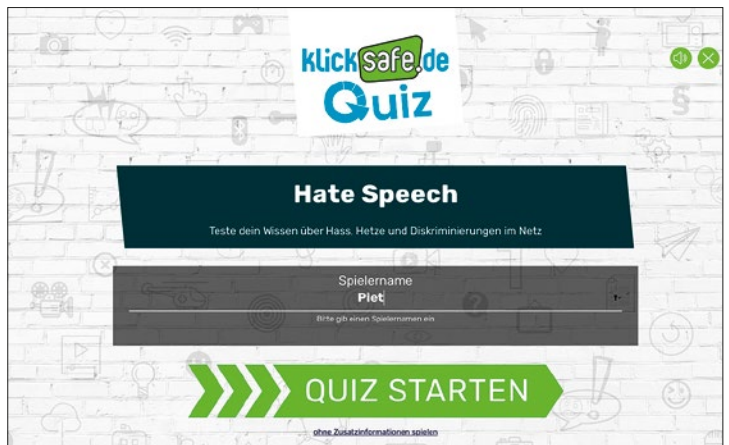 klicksafe.de
Quiz
Hate Speech
Teste dein Wissen über Hass, Hetze und Diskriminierungen im Netz
Spielername
Piet
Bitte gib einen Spielernamen ein
QUIZ STARTEN
ohne Zusatzinformationen spielen